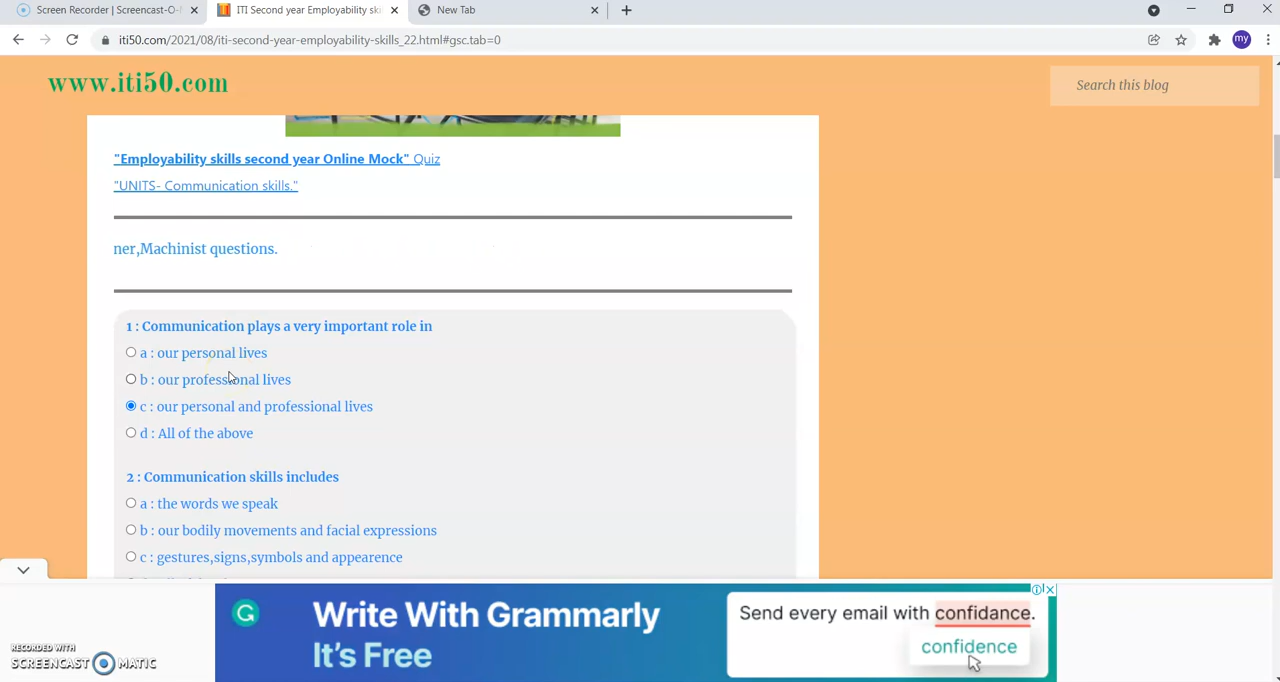 Screen Recorder | Screencast-O-
ITI Second year Employability sk
New Tab
iti50.com/2021/08/iti-second-year-employability-skills_22.html#gsc.tab=0
my
www.iti50.com
Search this blog
"Employability skills second year Online Mock" Quiz
"UNITS- Communication skills."
ner,Machinist questions.
1 : Communication plays a very important role in
a : our personal lives
b : our professional lives
c : our personal and professional lives
d : All of the above
2 : Communication skills includes
a : the words we speak
b : our bodily movements and facial expressions
c : gestures,signs,symbols and appearence
G
Write With Grammarly
It's Free
Send every email with confidance.
confidence
RECORDED WITH
SCREENCAST O MATIC